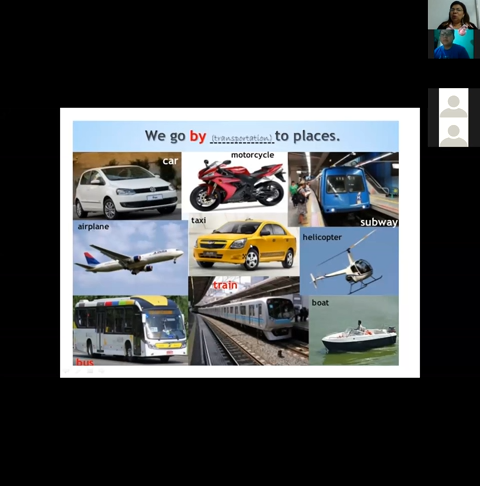 We go by (transportation) to places.
car
motorcycle
subway
airplane
taxi
helicopter
train
boat
bus